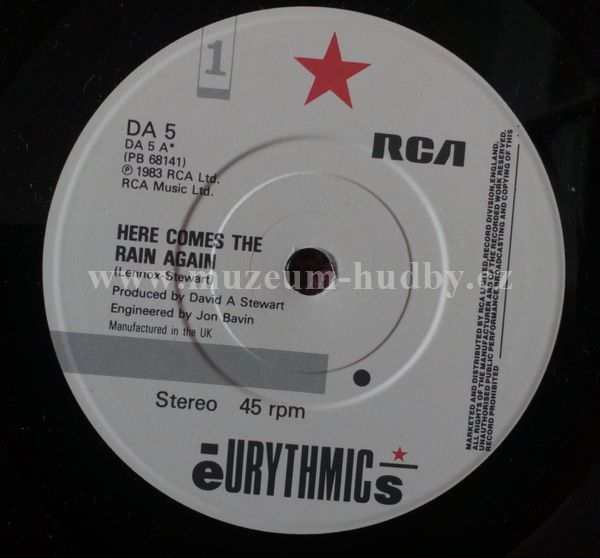 1
RCA
DA 5
DA 5 A*
(PB 68141)
℗ 1983 RCA Ltd.
RCA Music Ltd.
HERE COMES THE
RAIN AGAIN
(Lennox-Stewart)
Produced by David A Stewart
Engineered by Jon Bavin
Manufactured in the UK
Stereo 45 rpm
eURYTHMICs
MARKETED AND DISTRIBUTED BY RCA LIMITED, RECORD DIVISION, ENGLAND.
ALL RIGHTS OF THE MANUFACTURER AND OF THE RECORDED WORK RESERVED.
UNAUTHORISED PUBLIC PERFORMANCE, BROADCASTING AND COPYING OF THIS
RECORD PROHIBITED
www.muzeum-hudby.cz